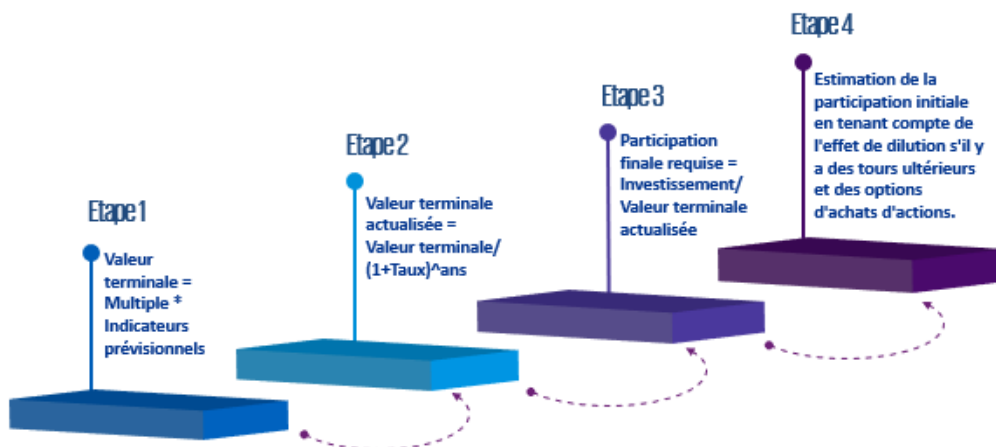 Etape 1
Valeur
terminale =
Multiple *
Indicateurs
prévisionnels
Etape 2
Valeur terminale
actualisée =
Valeur terminale/
(1+Taux)^ans
Etape 3
Participation
finale requise =
Investissement/
Valeur terminale
actualisée
Etape 4
Estimation de la
participation initiale
en tenant compte de
l'effet de dilution s'il y
a des tours ultérieurs
et des options
d'achats d'actions.